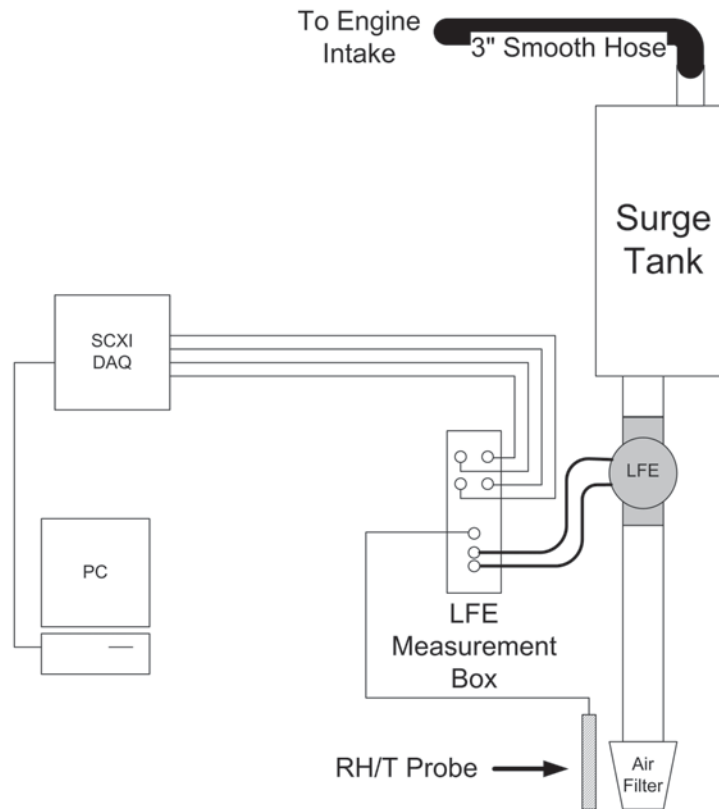 To Engine
Intake
3" Smooth Hose
Surge
Tank
SCXI
DAQ
LFE
PC
LFE
Measurement
Box
RH/T Probe
Air
Filter